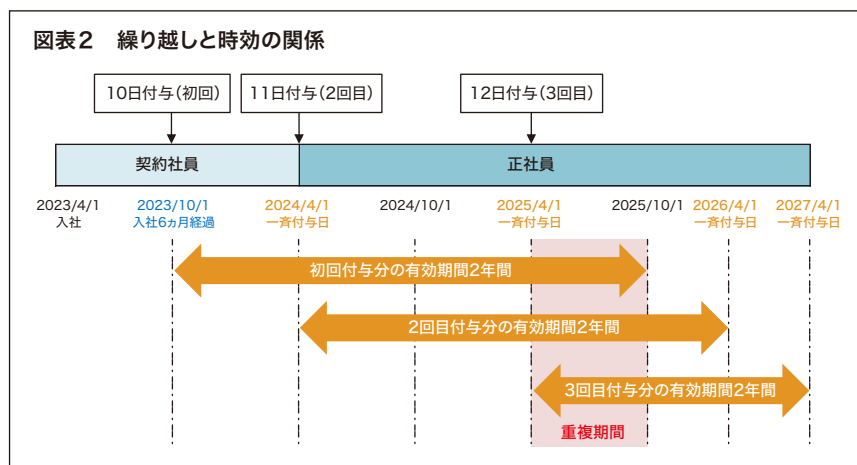 図表2 繰り越しと時効の関係
10日付与(初回)
11日付与(2回目)
12日付与(3回目)
契約社員
正社員
2023/4/1
入社
2023/10/1
入社6ヵ月経過
2024/4/1
一斉付与日
2024/10/1
2025/4/1
一斉付与日
2025/10/1
2026/4/1
一斉付与日
2027/4/1
一斉付与日
初回付与分の有効期間2年間
2回目付与分の有効期間2年間
3回目付与分の有効期間2年間
重複期間